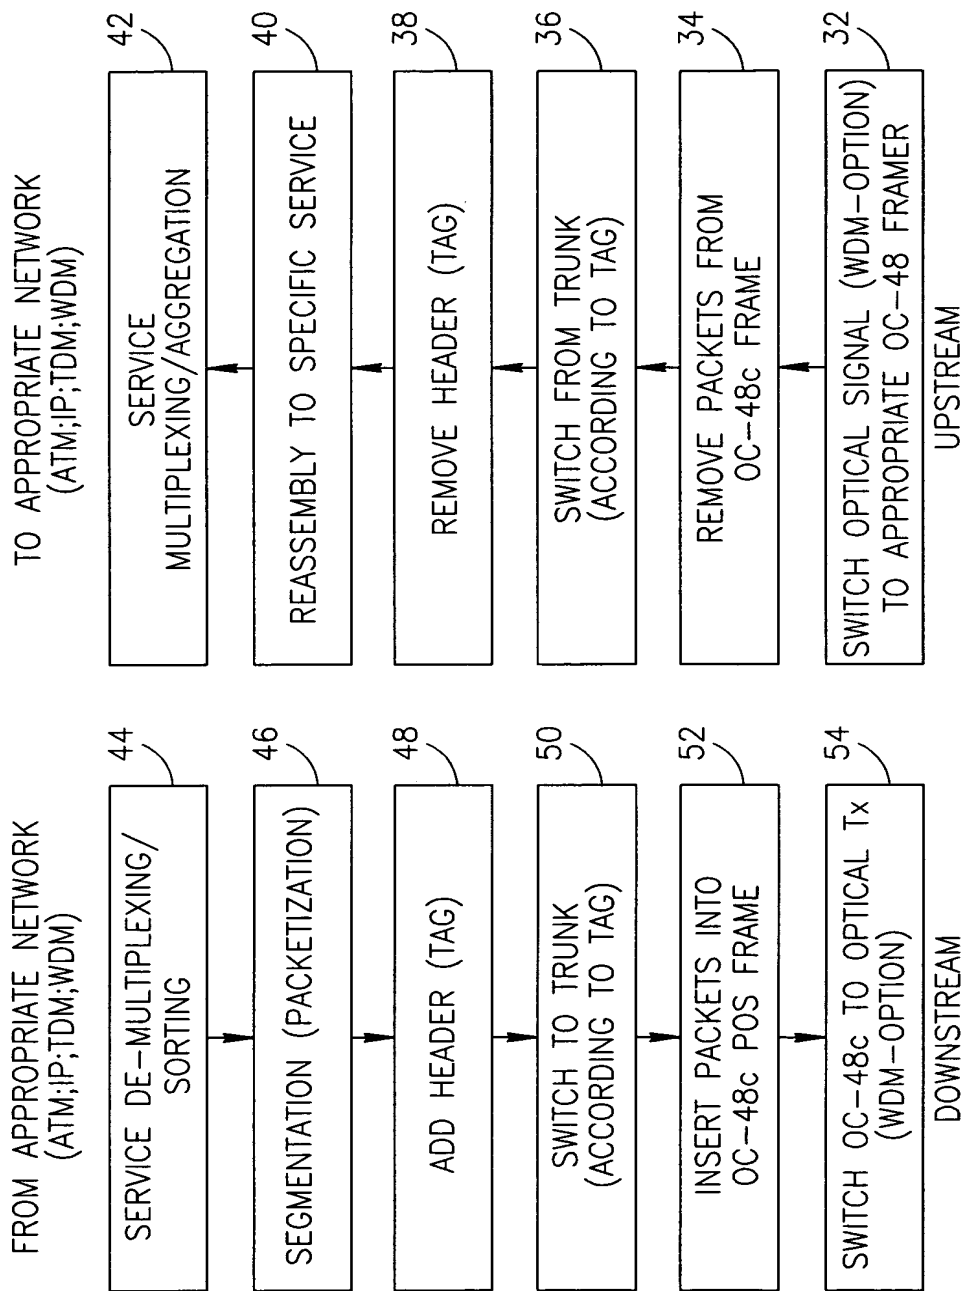 FROM APPROPRIATE NETWORK
(ATM;IP;TDM;WDM)
44
SERVICE DE-MULTIPLEXING/
SORTING
46
SEGMENTATION (PACKETIZATION)
48
ADD HEADER (TAG)
50
SWITCH TO TRUNK
(ACCORDING TO TAG)
52
INSERT PACKETS INTO
OC-48c POS FRAME
54
SWITCH OC-48c TO OPTICAL Tx
(WDM-OPTION)
DOWNSTREAM
TO APPROPRIATE NETWORK
(ATM;IP;TDM;WDM)
42
SERVICE
MULTIPLEXING/AGGREGATION
40
REASSEMBLY TO SPECIFIC SERVICE
38
REMOVE HEADER (TAG)
36
SWITCH FROM TRUNK
(ACCORDING TO TAG)
34
REMOVE PACKETS FROM
OC-48c FRAME
32
SWITCH OPTICAL SIGNAL (WDM-OPTION)
TO APPROPRIATE OC-48 FRAMER
UPSTREAM